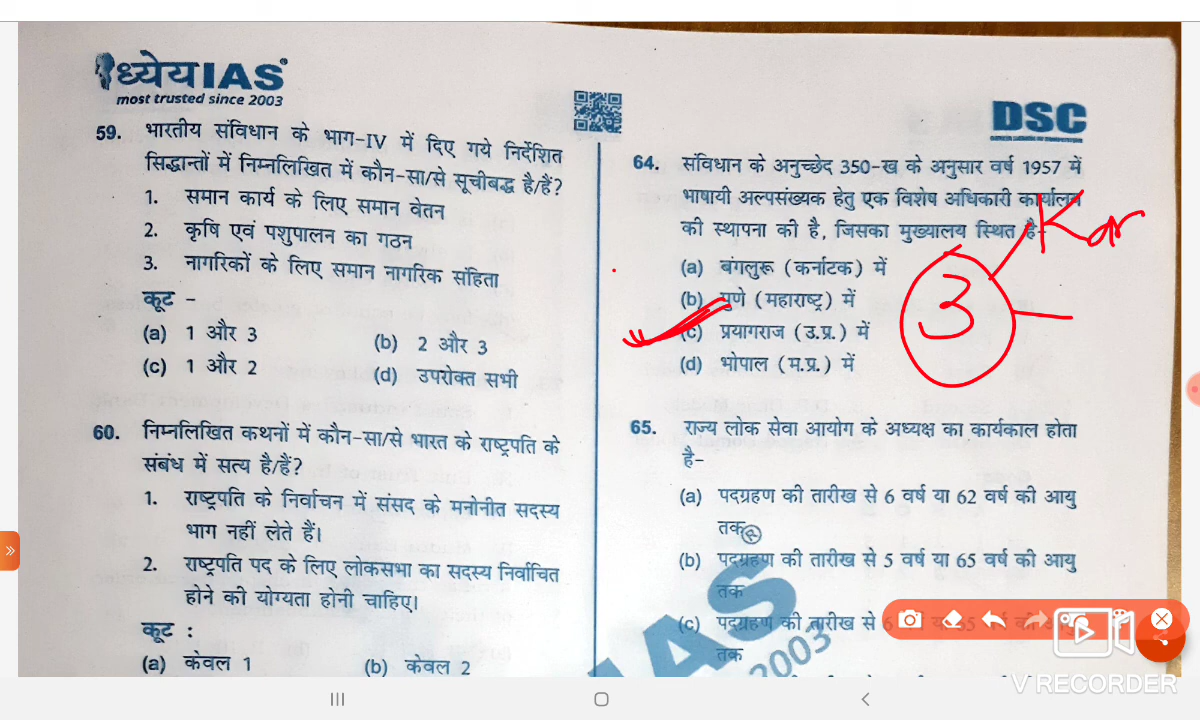 ध्येयIAS
most trusted since 2003
DSC
59. भारतीय संविधान के भाग-IV में दिए गये निर्देशित
सिद्धान्तों में निम्नलिखित में कौन-सा/से सूचीबद्ध है/हैं?
1. समान कार्य के लिए समान वेतन
2. कृषि एवं पशुपालन का गठन
3. नागरिकों के लिए समान नागरिक संहिता
कूट -
(a) 1 और 3
(b) 2 और 3
(c) 1 और 2
(d) उपरोक्त सभी
60. निम्नलिखित कथनों में कौन-सा/से भारत के राष्ट्रपति के
संबंध में सत्य है/हैं?
1. राष्ट्रपति के निर्वाचन में संसद के मनोनीत सदस्य
भाग नहीं लेते हैं।
2. राष्ट्रपति पद के लिए लोकसभा का सदस्य निर्वाचित
होने की योग्यता होनी चाहिए।
कूट :
(a) केवल 1 (b) केवल 2
64. संविधान के अनुच्छेद 350-ख के अनुसार वर्ष 1957 में
भाषायी अल्पसंख्यक हेतु एक विशेष अधिकारी कार्यालय
की स्थापना की है, जिसका मुख्यालय स्थित है-
(a) बंगलुरू (कर्नाटक) में
(b) पुणे (महाराष्ट्र) में
(c) प्रयागराज (उ.प्र.) में
(d) भोपाल (म.प्र.) में
3
Kar
65. राज्य लोक सेवा आयोग के अध्यक्ष का कार्यकाल होता
है-
(a) पदग्रहण की तारीख से 6 वर्ष या 62 वर्ष की आयु
तक
(b) पदग्रहण की तारीख से 5 वर्ष या 65 वर्ष की आयु
तक
(c) पदग्रहण की तारीख से 6 की आयु
तक
IAS
2003
V RECORDER